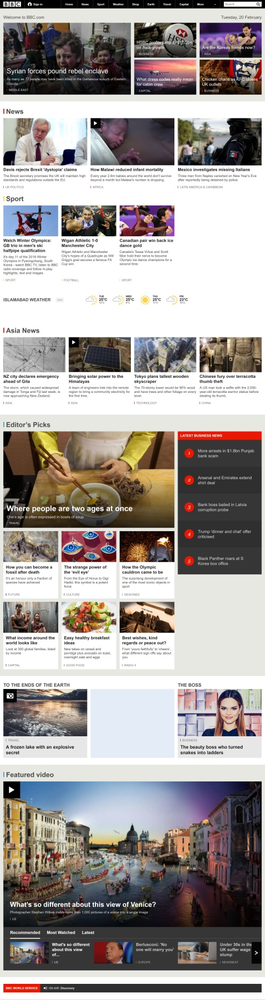 BBC Sign in Home News Sport Weather Shop Earth Travel Capital More Search
Welcome to BBC.com Tuesday, 20 February
Syrian forces pound rebel enclave
As many as 77 people may have been killed in the Damascus suburb of Eastern
Ghouta
MIDDLE EAST
HSBC profits jump to $17.2bn
on Asia growth
BUSINESS
Are the Koreas friends now?
ASIA
What dress codes really mean
for cabin crew
CAPITAL
Chicken chaos as KFC closes
UK outlets
BUSINESS
News
Davis rejects Brexit 'dystopia' claims
The Brexit secretary promises the UK will maintain high
standards and regulations outside the EU.
UK POLITICS
How Malawi reduced infant mortality
Every year 2.6m babies around the world don't survive
beyond a month but Malawi's number is dropping.
AFRICA
Mexico investigates missing Italians
Three men from Naples vanished on New Year's Eve
after reportedly being detained by police.
LATIN AMERICA & CARIBBEAN
Sport
Watch Winter Olympics:
GB trio in men's ski
halfpipe qualification
It's day 11 of the 2018 Winter
Olympics in Pyeongchang, South
Korea - watch BBC TV, listen to BBC
radio coverage and follow in-play
highlights, text and images.
SPORT
Wigan Athletic 1-0
Manchester City
Wigan Athletic end Manchester
City's hopes of a Quadruple as Will
Grigg's goal secures a famous FA
Cup win.
FOOTBALL
Canadian pair win back ice
dance gold
Canada's Tessa Virtue and Scott
Moir hold their nerve to become
Olympic ice dance champions for a
second time.
SPORT
ISLAMABAD WEATHER
TUE
25°C
12°C
WED
25°C
9°C
THU
25°C
11°C
FRI
23°C
10°C
Asia News
NZ city declares emergency
ahead of Gita
The storm, which caused widespread
damage in Tonga and Fiji last week, is
now approaching New Zealand.
ASIA
Bringing solar power to the
Himalayas
A team of engineers trek into the remote
region to bring a community electricity for
the first time.
ASIA
Tokyo plans tallest wooden
skyscraper
The 70-storey tower would be 90% wood
and have trees and other foliage on every
level.
TECHNOLOGY
Chinese fury over terracotta
thumb theft
A US man took a selfie with the 2,000-
year-old terracotta warrior statue before
stealing its thumb.
CHINA
Editor's Picks
Where people are two ages at once
One's age is often expressed in bowls of soup
TRAVEL
LATEST BUSINESS NEWS
1 More arrests in $1.8bn Punjab
bank scam
2 Arsenal and Emirates extend
shirt deal
3 Bank boss bailed in Latvia
corruption probe
4 Trump 'dinner and chat' offer
criticised
5 Black Panther roars at S
Korea box office
How you can become a
fossil after death
It's an honour only a fraction of
species have achieved
FUTURE
The strange power of
the 'evil eye'
From the Eye of Horus to Gigi
Hadid, this symbol is a potent
force
CULTURE
How the Olympic
cauldron came to be
The surprising development of
one of the most iconic objects in
sport
DESIGNED
What income around the
world looks like
Look at 300 global families, listed
by income
CAPITAL
Easy healthy breakfast
ideas
New takes on cereal and
porridge plus avocado on toast,
overnight oats and eggs
GOOD FOOD
Best wishes, kind
regards or peace out?
From 'yours faithfully' to 'cheers',
what different sign offs say about
you
RADIO 4
TO THE ENDS OF THE EARTH
TRAVEL
A frozen lake with an explosive
secret
THE BOSS
BUSINESS
The beauty boss who turned
snakes into ladders
Featured video
What's so different about this view of Venice?
Photographer Stephen Wilkes melds more than 1,000 pictures of a scene into a single image
US
Recommended Most Watched Latest
What's so different
about this view
of...
US
Berlusconi: 'No
one will marry you'
EUROPE
Under 30s in the
UK suffer wage
slump
NEWSBEAT
BBC WORLD SERVICE ON AIR: Discovery